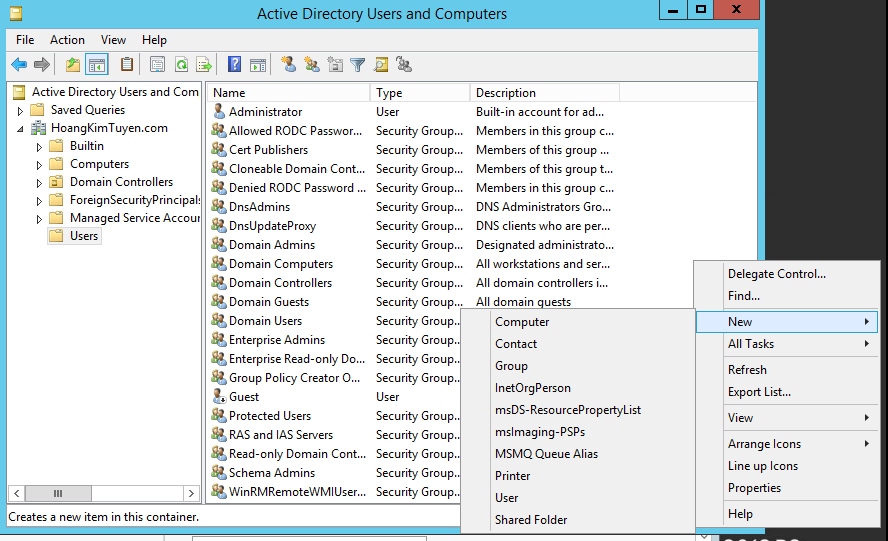 Active Directory Users and Computers
File Action View Help
Active Directory Users and Com
Saved Queries
HoangKimTuyen.com
Builtin
Computers
Domain Controllers
ForeignSecurityPrincipals
Managed Service Accour
Users
Name Type Description
Administrator User Built-in account for ad...
Allowed RODC Passwor... Security Group... Members in this group c...
Cert Publishers Security Group... Members of this group ...
Cloneable Domain Cont... Security Group... Members of this group t...
Denied RODC Password ... Security Group... Members in this group c...
DnsAdmins Security Group... DNS Administrators Gro...
DnsUpdateProxy Security Group... DNS clients who are per...
Domain Admins Security Group... Designated administrato...
Domain Computers Security Group... All workstations and ser...
Domain Controllers Security Group... All domain controllers i...
Domain Guests Security Group... All domain guests
Domain Users Security Group...
Enterprise Admins Security Group...
Enterprise Read-only Do... Security Group...
Group Policy Creator O... Security Group...
Guest User
Protected Users Security Group...
RAS and IAS Servers Security Group...
Read-only Domain Cont... Security Group...
Schema Admins Security Group...
WinRMRemoteWMIUser... Security Group...
Computer
Contact
Group
InetOrgPerson
msDS-ResourcePropertyList
msImaging-PSPs
MSMQ Queue Alias
Printer
User
Shared Folder
Delegate Control...
Find...
New
All Tasks
Refresh
Export List...
View
Arrange Icons
Line up Icons
Properties
Help
Creates a new item in this container.